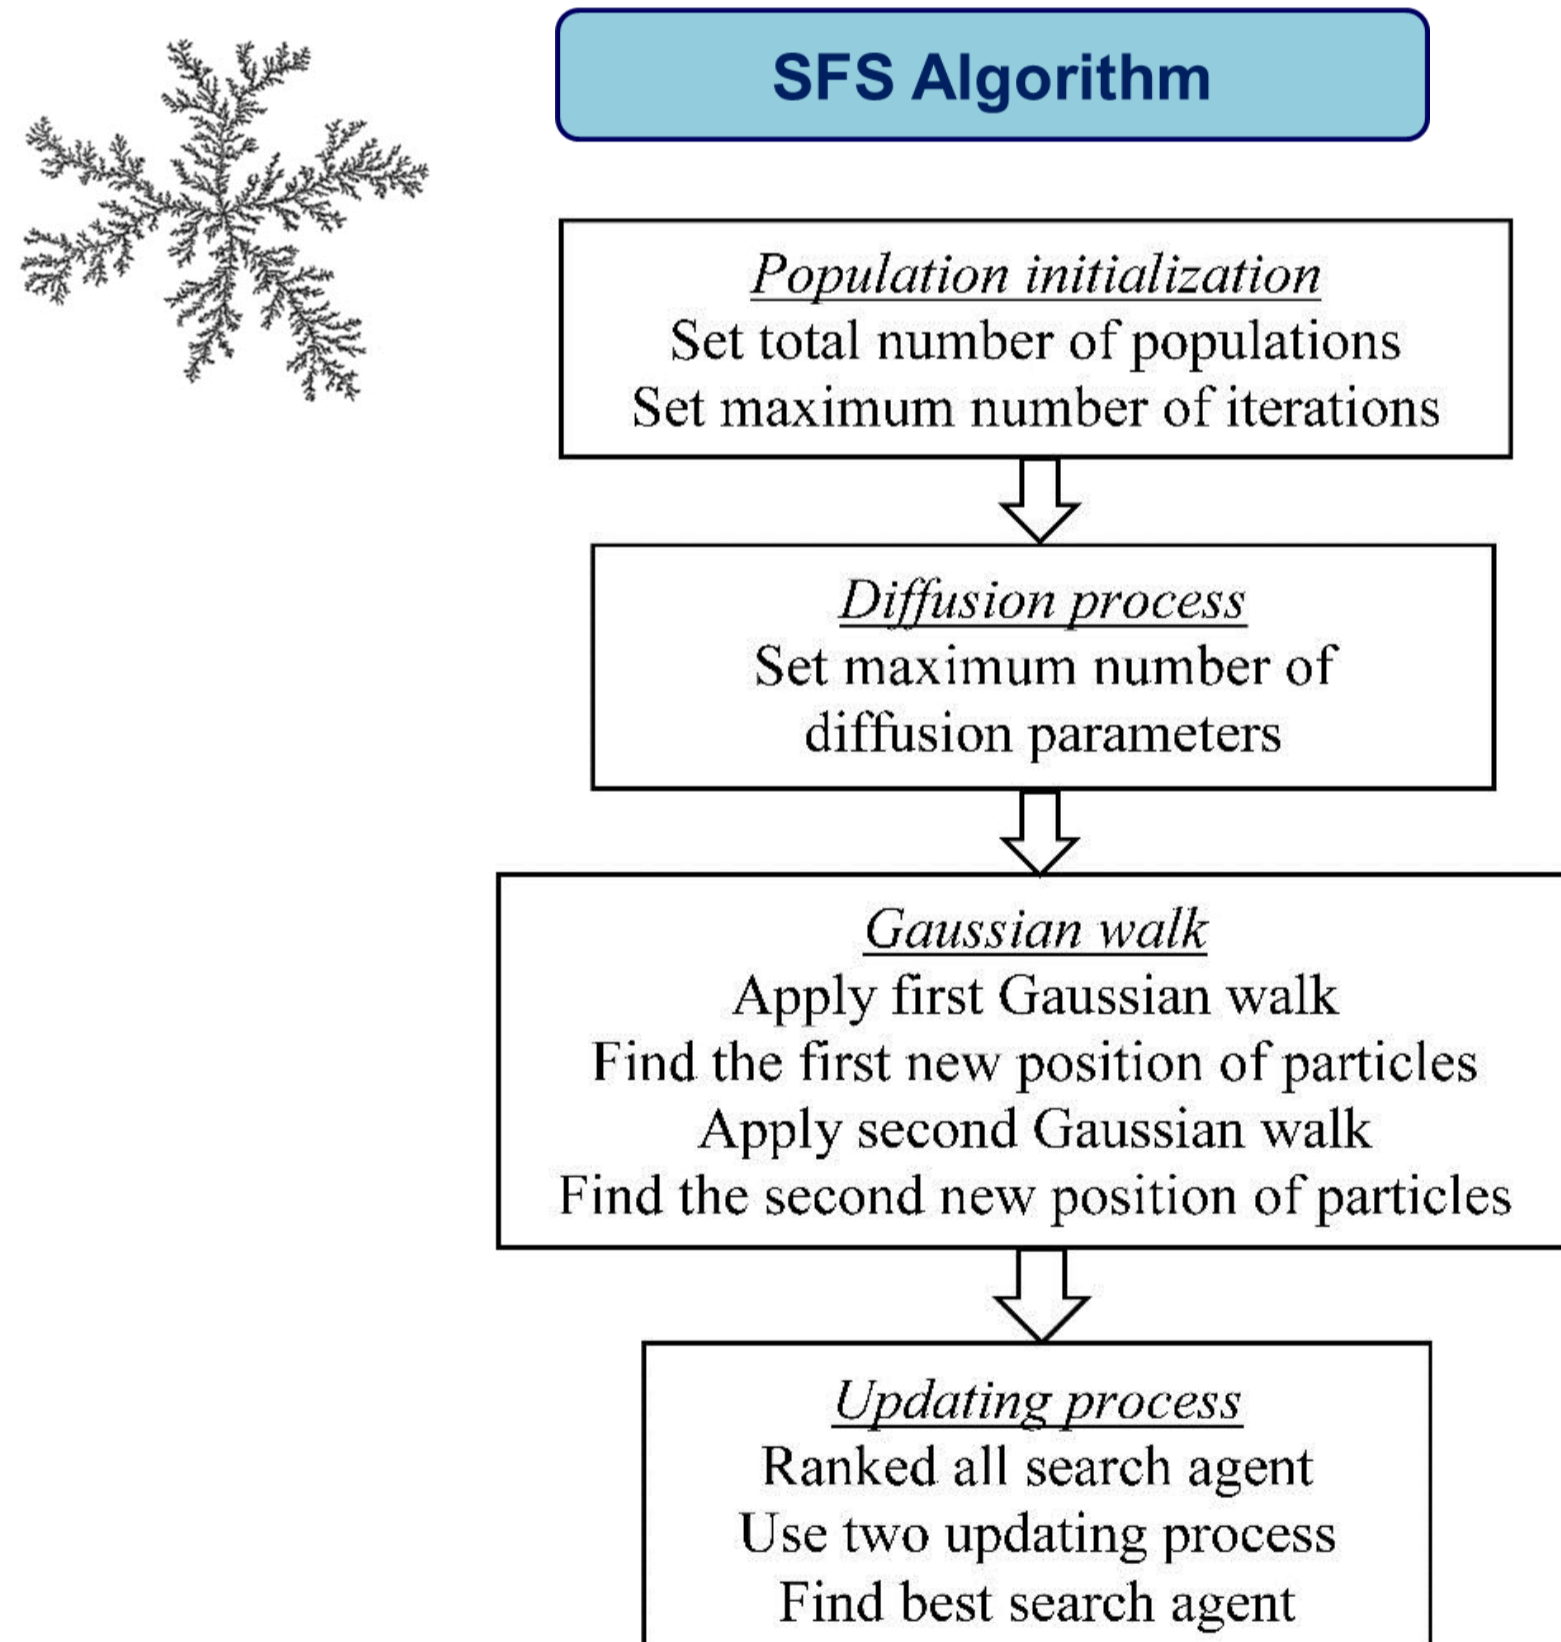 SFS Algorithm
Population initialization
Set total number of populations
Set maximum number of iterations
Diffusion process
Set maximum number of
diffusion parameters
Gaussian walk
Apply first Gaussian walk
Find the first new position of particles
Apply second Gaussian walk
Find the second new position of particles
Updating process
Ranked all search agent
Use two updating process
Find best search agent